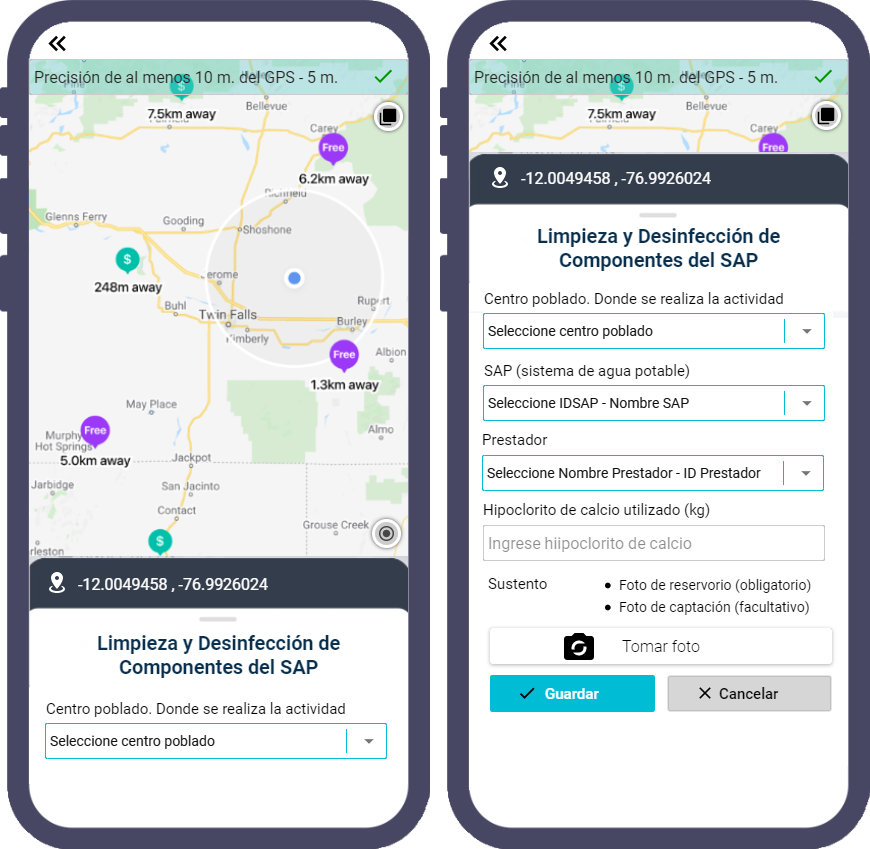 Precisión de al menos 10 m. del GPS - 5 m.
$
7.5km away
Bellevue
Carey
Free
6.2km away
Richfield
Glenns Ferry
Gooding
Shoshone
$
248m away
Jerome
Buhl
Twin Falls
Rupert
Burley
Kimberly
Free
Albion
1.3km away
May Place
Free
Almo
Murphy
Hot Springs
5.0km away
Jackpot
Jarbidge
San Jacinto
Contact
Grouse Creek
$
rleston
-12.0049458 , -76.9926024
Limpieza y Desinfección de
Componentes del SAP
Centro poblado. Donde se realiza la actividad
Seleccione centro poblado
Precisión de al menos 10 m. del GPS - 5 m.
$
7.5km away
Bellevue
Carey
Free
-12.0049458 , -76.9926024
Limpieza y Desinfección de
Componentes del SAP
Centro poblado. Donde se realiza la actividad
Seleccione centro poblado
SAP (sistema de agua potable)
Seleccione IDSAP - Nombre SAP
Prestador
Seleccione Nombre Prestador - ID Prestador
Hipoclorito de calcio utilizado (kg)
Ingrese hiipoclorito de calcio
Sustento
• Foto de reservorio (obligatorio)
• Foto de captación (facultativo)
Tomar foto
Guardar
Cancelar